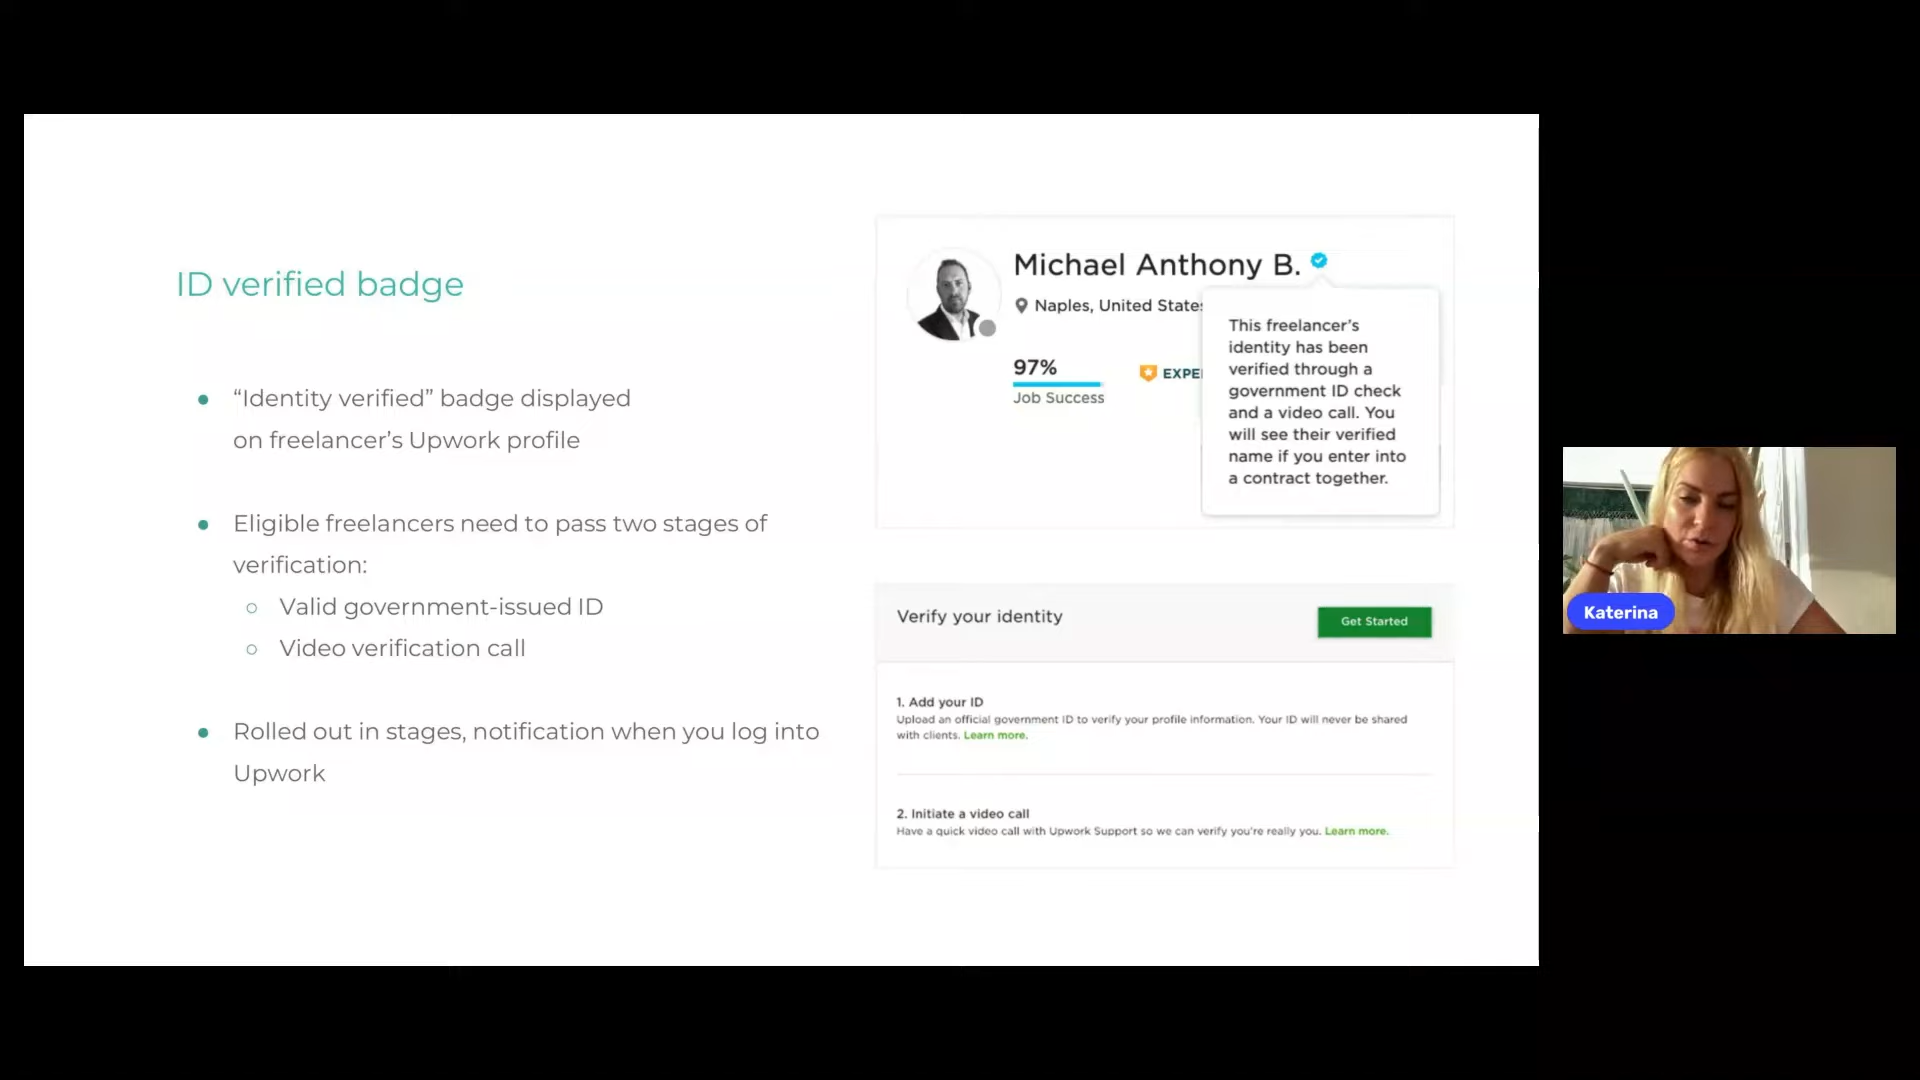 ID verified badge
“Identity verified” badge displayed
on freelancer’s Upwork profile
Eligible freelancers need to pass two stages of
verification:
Valid government-issued ID
Video verification call
Rolled out in stages, notification when you log into
Upwork
Michael Anthony B.
Naples, United States
97%
Job Success
EXPE
This freelancer’s
identity has been
verified through a
government ID check
and a video call. You
will see their verified
name if you enter into
a contract together.
Verify your identity
Get Started
1. Add your ID
Upload an official government ID to verify your profile information. Your ID will never be shared
with clients. Learn more.
2. Initiate a video call
Have a quick video call with Upwork Support so we can verify you’re really you. Learn more.
Katerina